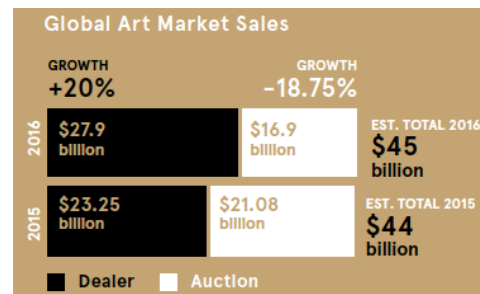 Global Art Market Sales
GROWTH
+20%
GROWTH
-18.75%
2016
$27.9
billion
$16.9
billion
EST. TOTAL 2016
$45
billion
2015
$23.25
billion
$21.08
billion
EST. TOTAL 2015
$44
billion
Dealer
Auction